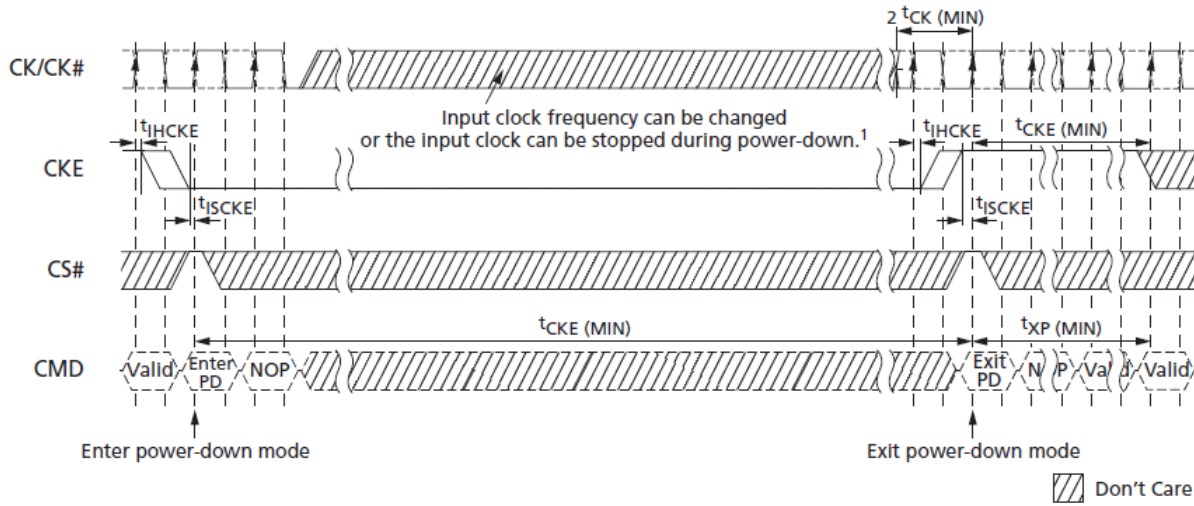 2 tCK (MIN)
CK/CK#
Input clock frequency can be changed
or the input clock can be stopped during power-down.1
tIHCKE
tIHCKE
tCKE (MIN)
CKE
tISCKE
tISCKE
CS#
tCKE (MIN)
tXP (MIN)
CMD
Valid
Enter
PD
NOP
Exit
PD
N P
Val d
Valid
Enter power-down mode
Exit power-down mode
Don't Care